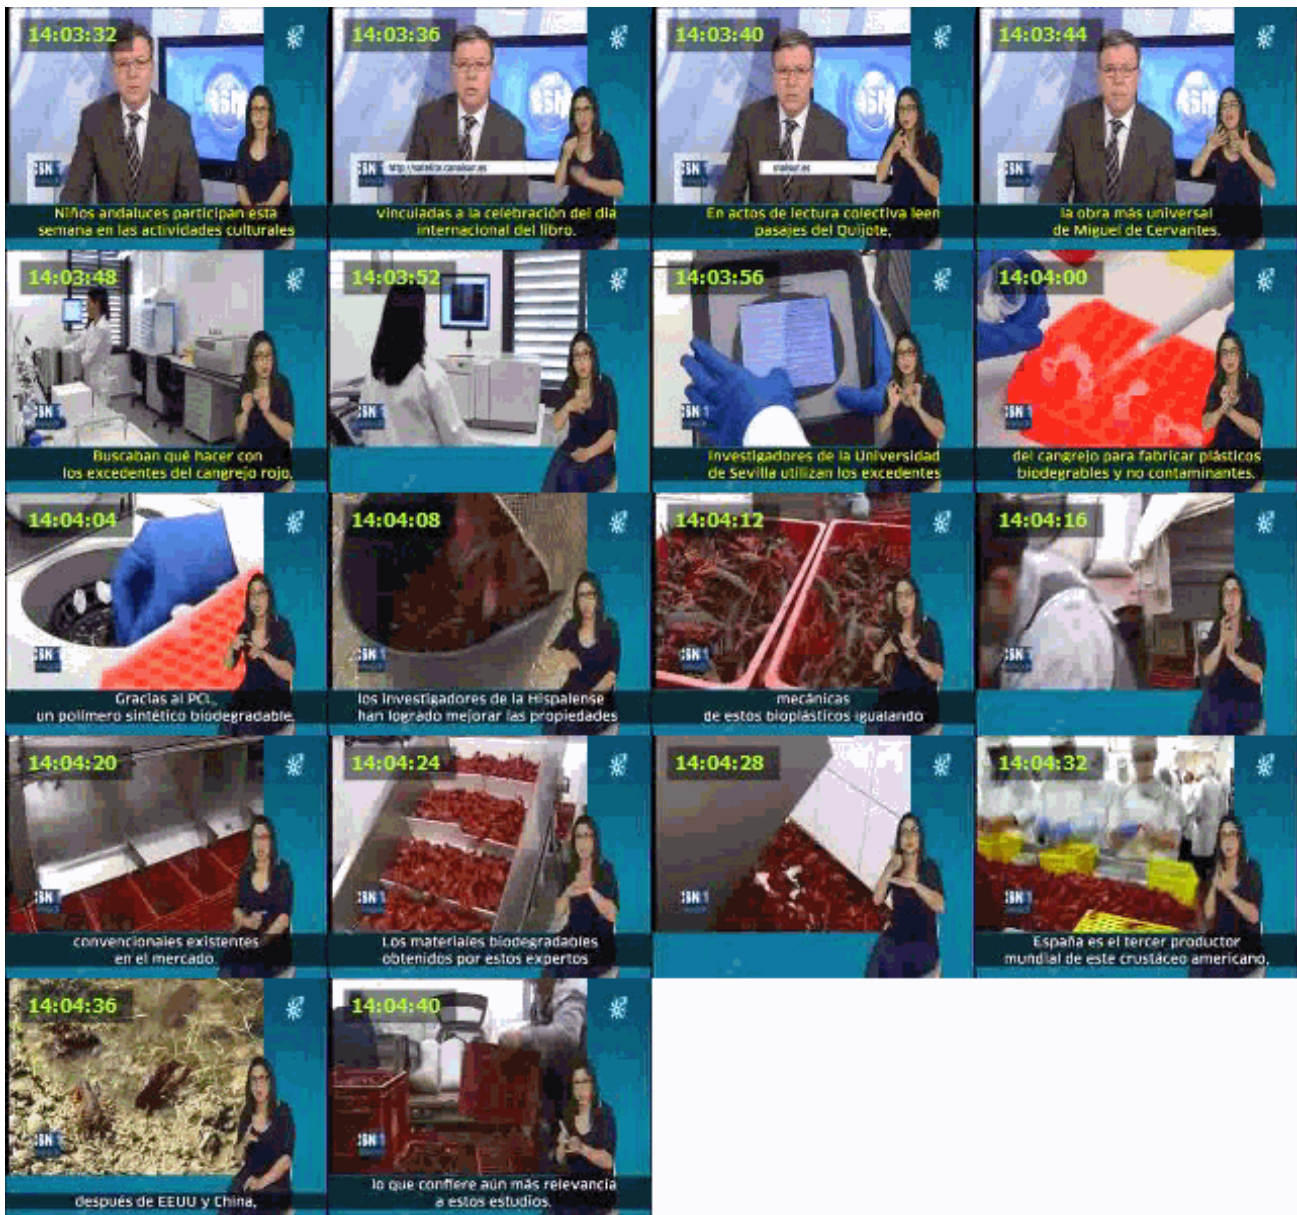 14:03:32
Niños andaluces participan esta
semana en las actividades culturales
14:03:36
http://satelite.canalsur.es
vinculadas a la celebración del día
internacional del libro.
14:03:40
En actos de lectura colectiva leen
pasajes del Quijote,
14:03:44
la obra más universal
de Miguel de Cervantes.
14:03:48
Buscaban qué hacer con
los excedentes del cangrejo rojo.
14:03:52
14:03:56
Investigadores de la Universidad
de Sevilla utilizan los excedentes
14:04:00
del cangrejo para fabricar plásticos
biodegrables y no contaminantes.
14:04:04
Gracias al PCL,
un polímero sintético biodegradable,
14:04:08
los investigadores de la Hispalense
han logrado mejorar las propiedades
14:04:12
mecánicas
de estos bioplásticos igualando
14:04:16
14:04:20
convencionales existentes
en el mercado.
14:04:24
Los materiales biodegradables
obtenidos por estos expertos
14:04:28
14:04:32
España es el tercer productor
mundial de este crustáceo americano,
14:04:36
después de EEUU y China,
14:04:40
lo que confiere aún más relevancia
a estos estudios.